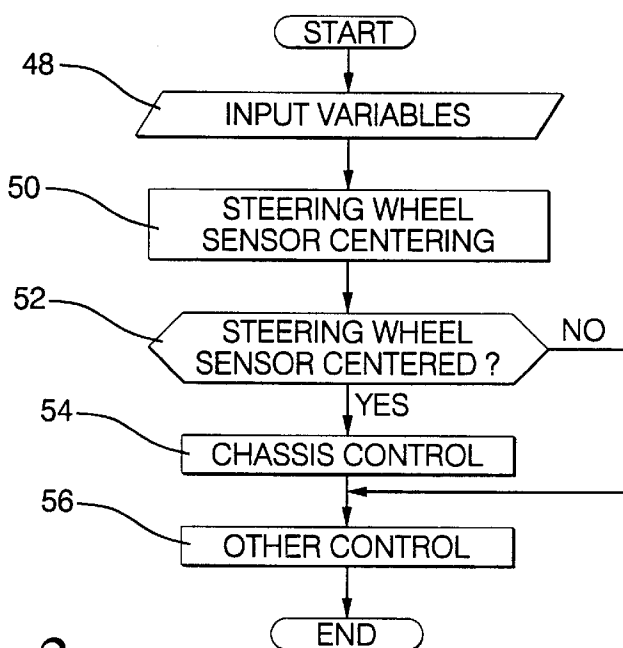 START
48
INPUT VARIABLES
50
STEERING WHEEL
SENSOR CENTERING
52
STEERING WHEEL
SENSOR CENTERED ?
NO
YES
54
CHASSIS CONTROL
56
OTHER CONTROL
END